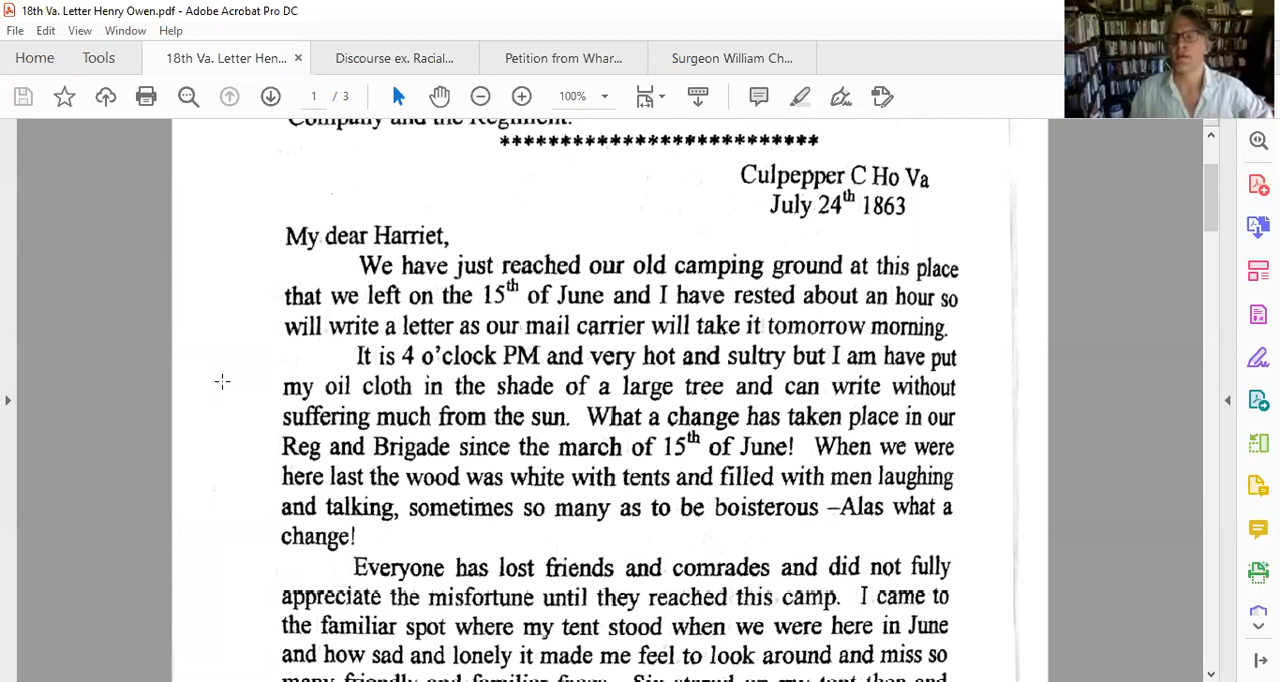 18th Va. Letter Henry Owen.pdf - Adobe Acrobat Pro DC
File Edit View Window Help
Home Tools 18th Va. Letter Hen... × Discourse ex. Racial... Petition from Whar... Surgeon William Ch...
1 / 3 100%
Company and the Regiment.
**************************
Culpepper C Ho Va
July 24th 1863
My dear Harriet,
We have just reached our old camping ground at this place
that we left on the 15th of June and I have rested about an hour so
will write a letter as our mail carrier will take it tomorrow morning.
It is 4 o'clock PM and very hot and sultry but I am have put
my oil cloth in the shade of a large tree and can write without
suffering much from the sun. What a change has taken place in our
Reg and Brigade since the march of 15th of June! When we were
here last the wood was white with tents and filled with men laughing
and talking, sometimes so many as to be boisterous –Alas what a
change!
Everyone has lost friends and comrades and did not fully
appreciate the misfortune until they reached this camp. I came to
the familiar spot where my tent stood when we were here in June
and how sad and lonely it made me feel to look around and miss so
many friendly and familiar faces. Six my tent then and